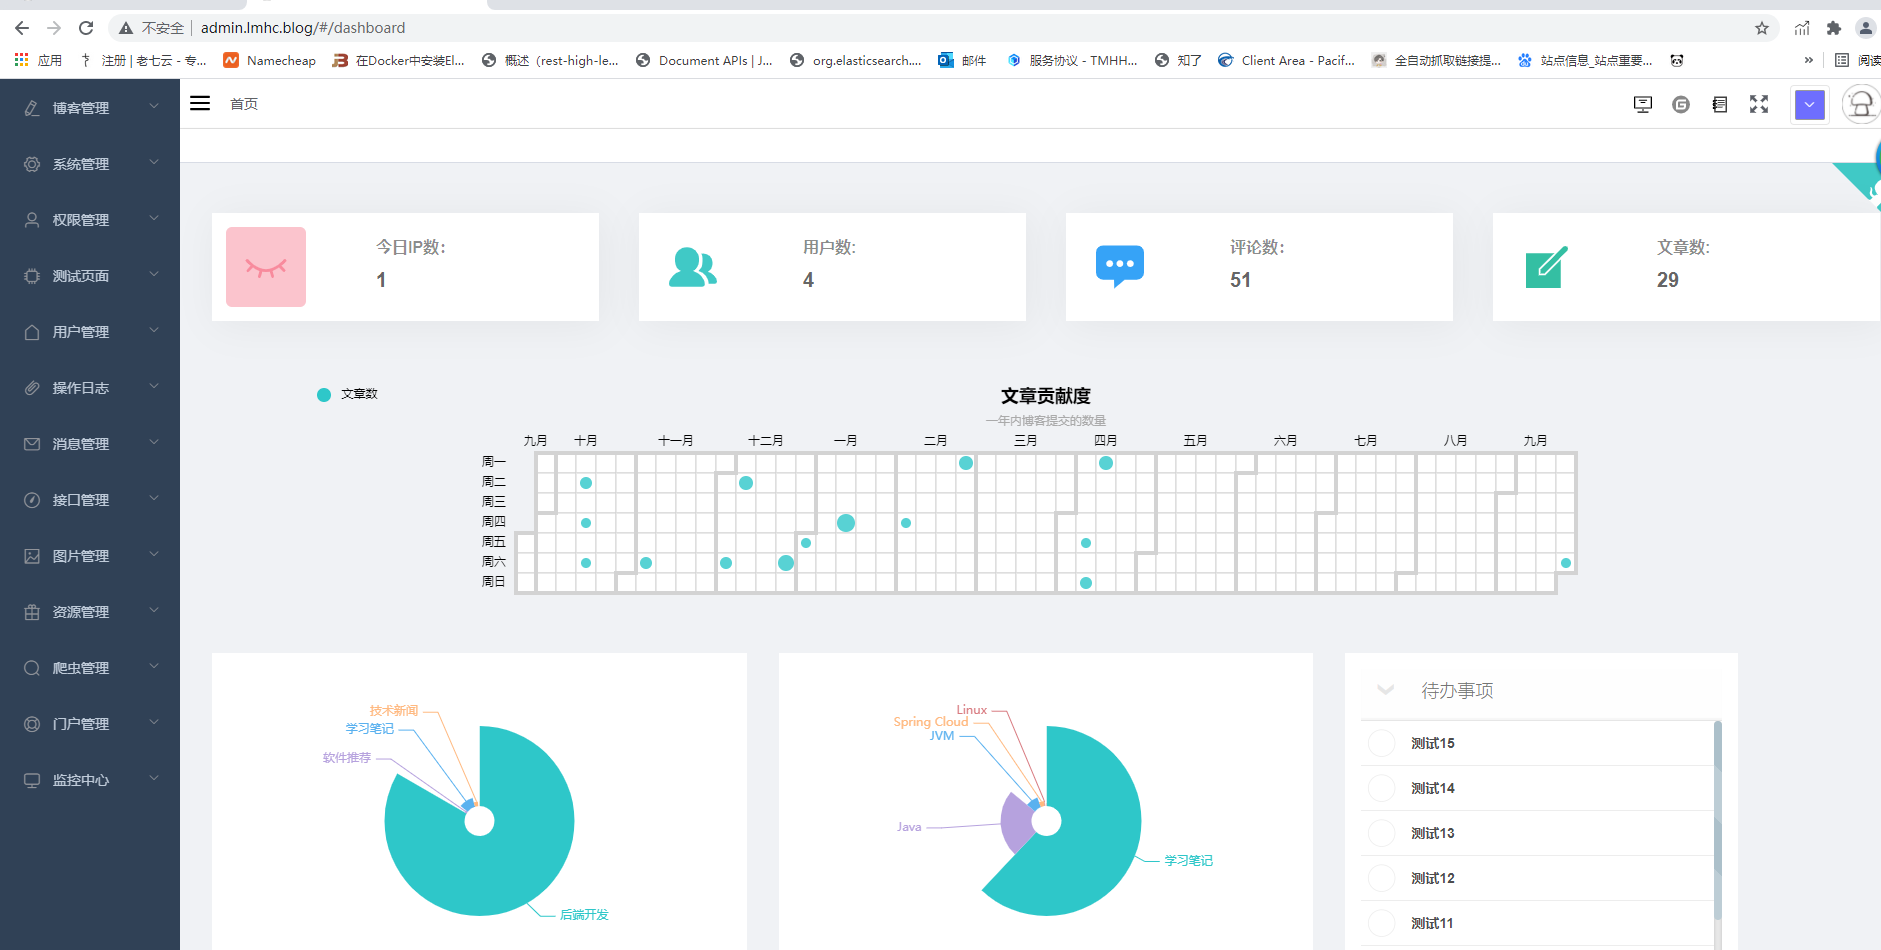 不安全 | admin.lmhc.blog/#/dashboard
应用
注册 | 老七云 - 专...
Namecheap
在Docker中安装El...
概述（rest-high-le...
Document APIs | J...
org.elasticsearch....
邮件
服务协议 - TMHH...
知了
Client Area - Pacif...
全自动抓取链接提...
站点信息_站点重要...
»
阅读
博客管理
系统管理
权限管理
测试页面
用户管理
操作日志
消息管理
接口管理
图片管理
资源管理
爬虫管理
门户管理
监控中心
首页
今日IP数:
1
用户数:
4
评论数:
51
文章数:
29
文章数
文章贡献度
一年内博客提交的数量
九月 十月 十一月 十二月 一月 二月 三月 四月 五月 六月 七月 八月 九月
周一
周二
周三
周四
周五
周六
周日
技术新闻
学习笔记
软件推荐
后端开发
Linux
Spring Cloud
JVM
Java
学习笔记
待办事项
测试15
测试14
测试13
测试12
测试11